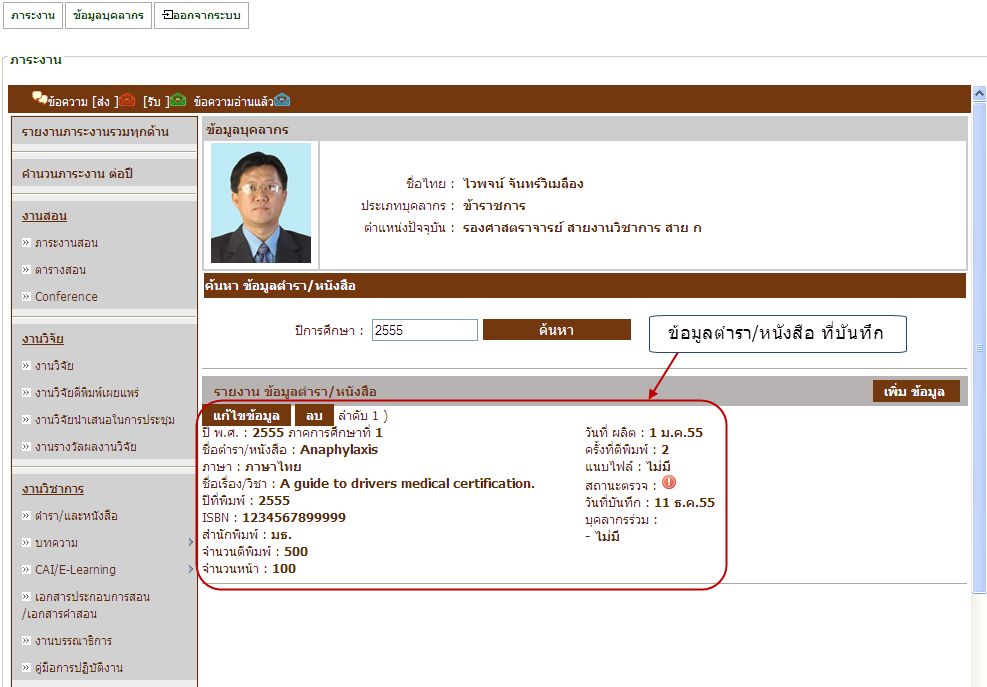 ภาระงาน ข้อมูลบุคลากร ออกจากระบบ
ภาระงาน
ข้อความ [ส่ง ] [รับ ] ข้อความอ่านแล้ว
รายงานภาระงานรวมทุกด้าน
คำนวนภาระงาน ต่อปี
งานสอน
ภาระงานสอน
ตารางสอน
Conference
งานวิจัย
งานวิจัย
งานวิจัยตีพิมพ์เผยแพร่
งานวิจัยนำเสนอในการประชุม
งานรางวัลผลงานวิจัย
งานวิชาการ
ตำรา/และหนังสือ
บทความ
CAI/E-Learning
เอกสารประกอบการสอน
/เอกสารคำสอน
งานบรรณาธิการ
คู่มือการปฏิบัติงาน
ข้อมูลบุคลากร
ชื่อไทย : ไวพจน์ จันทร์วิเมลือง
ประเภทบุคลากร : ข้าราชการ
ตำแหน่งปัจจุบัน : รองศาสตราจารย์ สายงานวิชาการ สาย ก
ค้นหา ข้อมูลตำรา/หนังสือ
ปีการศึกษา : 2555 ค้นหา
ข้อมูลตำรา/หนังสือ ที่บันทึก
รายงาน ข้อมูลตำรา/หนังสือ เพิ่ม ข้อมูล
แก้ไขข้อมูล ลบ ลำดับ 1 )
ปี พ.ศ. : 2555 ภาคการศึกษาที่ 1
ชื่อตำรา/หนังสือ : Anaphylaxis
ภาษา : ภาษาไทย
ชื่อเรื่อง/วิชา : A guide to drivers medical certification.
ปีที่พิมพ์ : 2555
ISBN : 1234567899999
สำนักพิมพ์ : มธ.
จำนวนตีพิมพ์ : 500
จำนวนหน้า : 100
วันที่ ผลิต : 1 ม.ค.55
ครั้งที่ตีพิมพ์ : 2
แนบไฟล์ : ไม่มี
สถานะตรวจ :
วันที่บันทึก : 11 ธ.ค.55
บุคลากรร่วม :
- ไม่มี